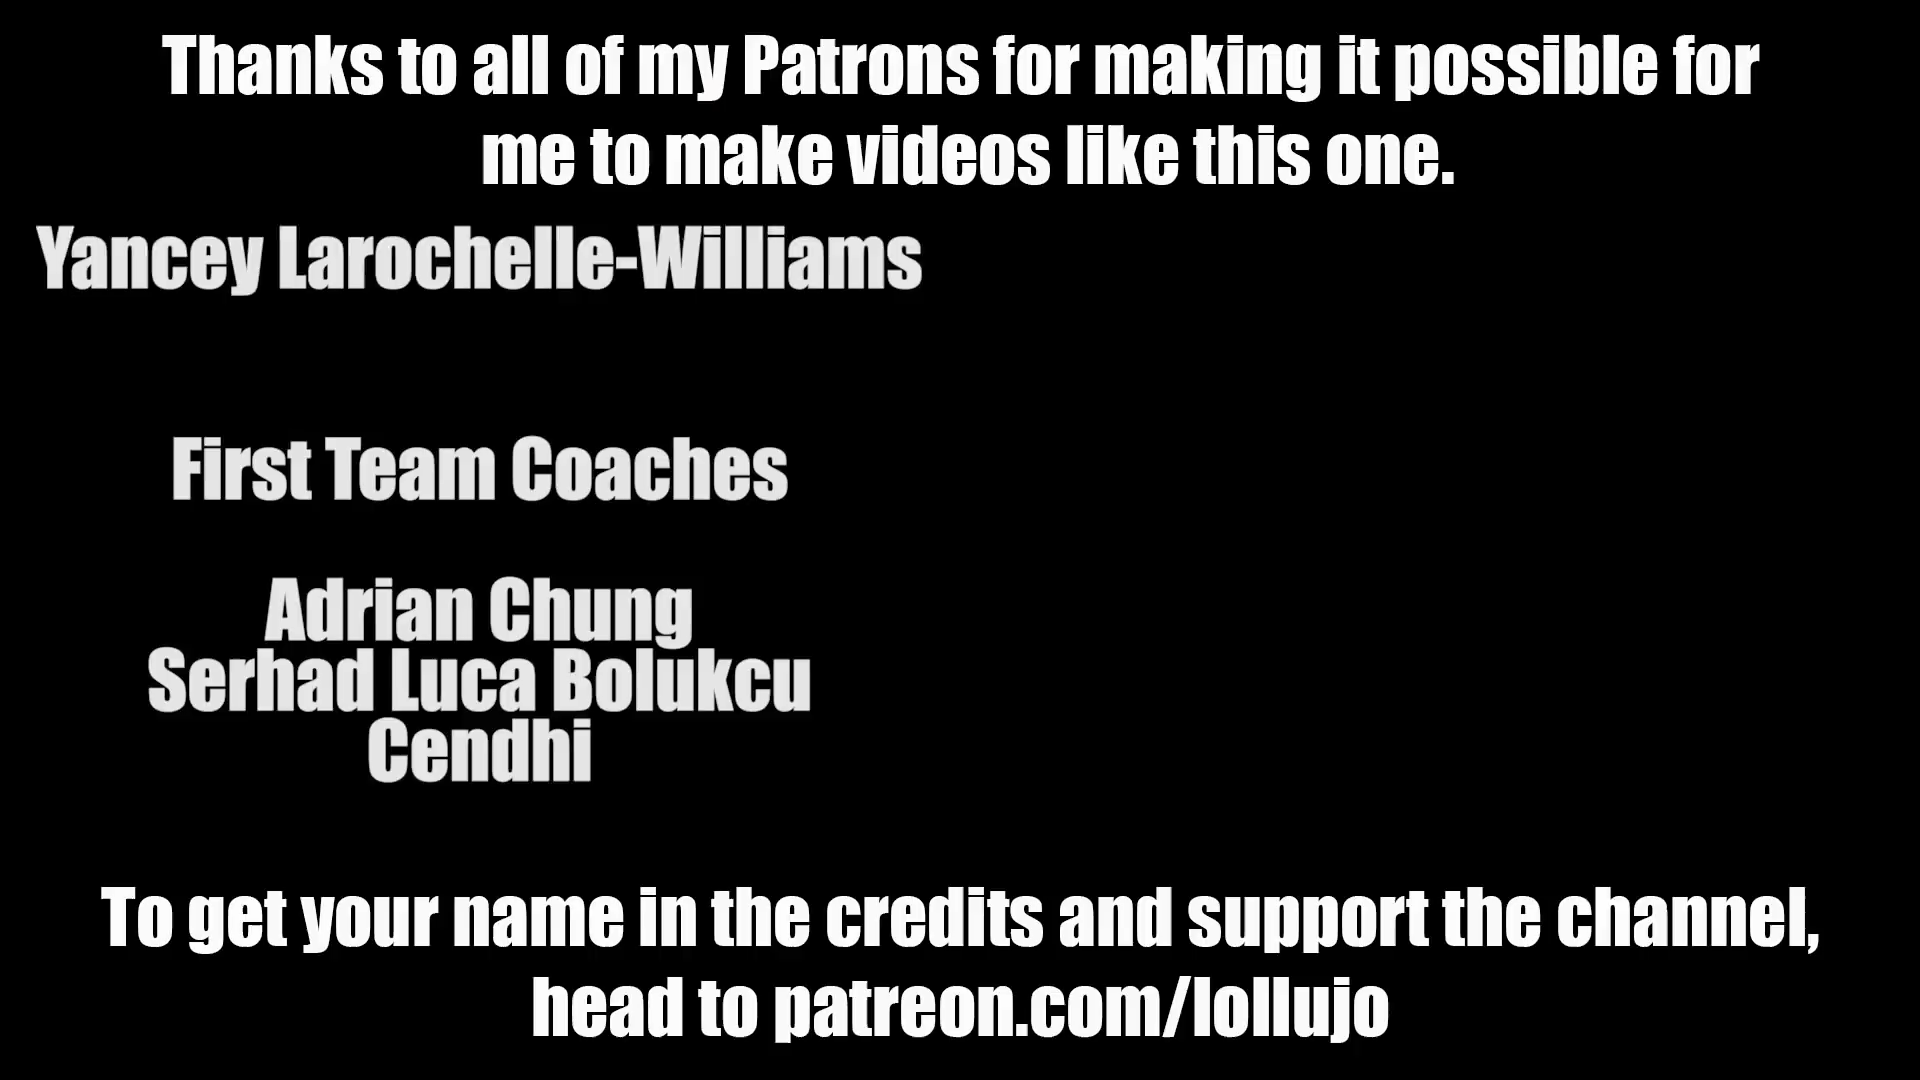 Thanks to all of my Patrons for making it possible for
me to make videos like this one.
Yancey Larochelle-Williams
First Team Coaches
Adrian Chung
Serhad Luca Bolukcu
Cendhi
To get your name in the credits and support the channel,
head to patreon.com/lollujo